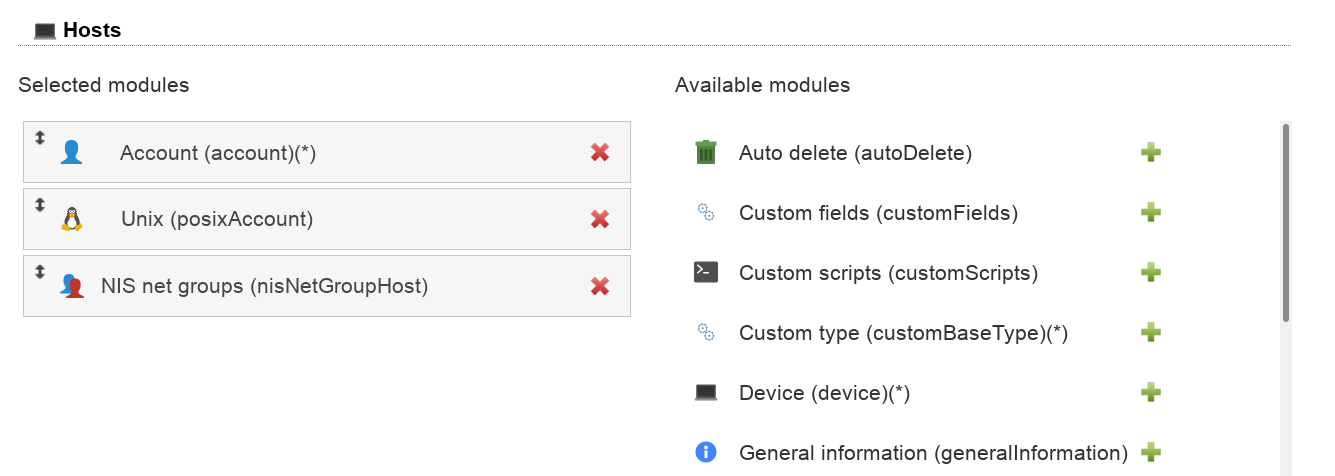 Hosts
Selected modules
Available modules
Account (account)(*)
Unix (posixAccount)
NIS net groups (nisNetGroupHost)
Auto delete (autoDelete)
Custom fields (customFields)
Custom scripts (customScripts)
Custom type (customBaseType)(*)
Device (device)(*)
General information (generalInformation)